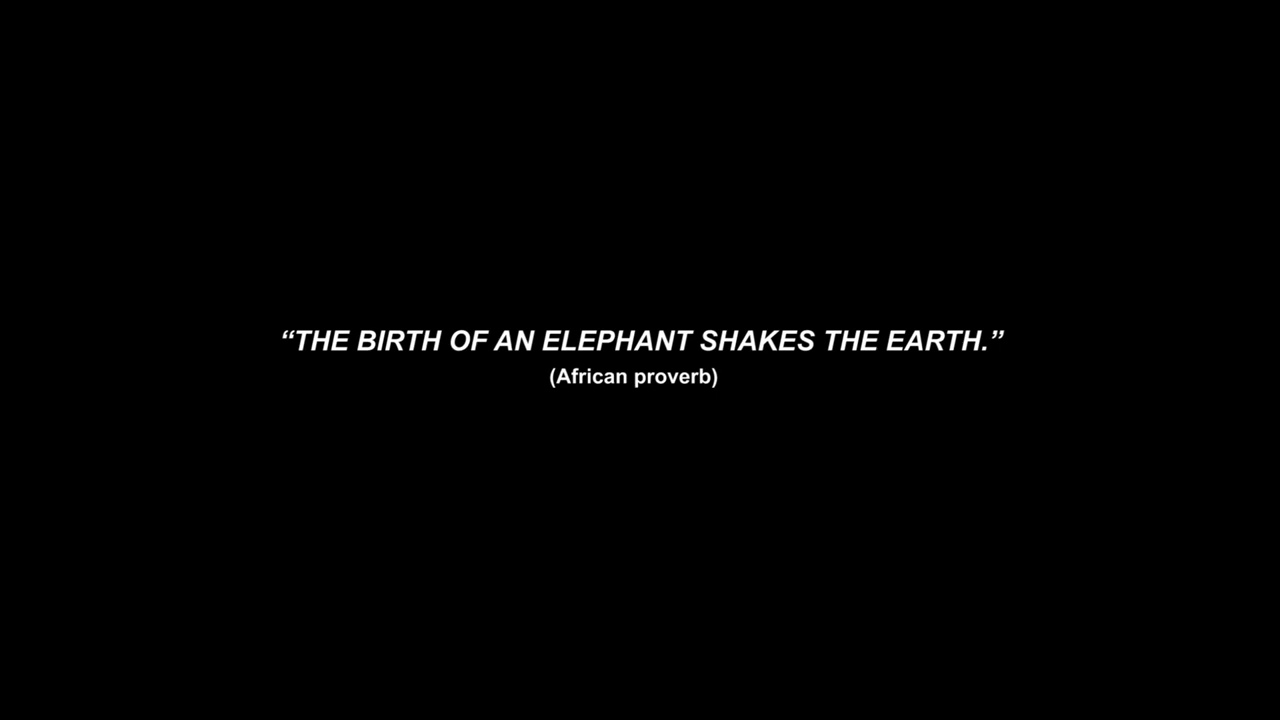 “THE BIRTH OF AN ELEPHANT SHAKES THE EARTH.”
(African proverb)